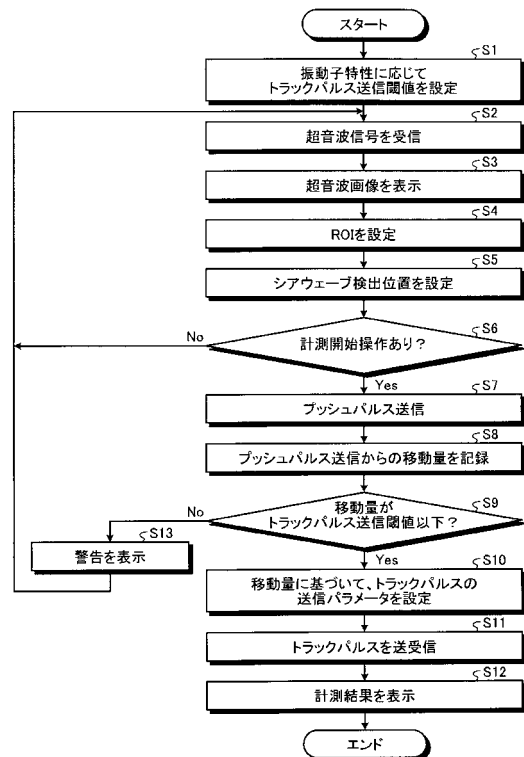 スタート
S1
振動子特性に応じて
トラックパルス送信閾値を設定
S2
超音波信号を受信
S3
超音波画像を表示
S4
ROIを設定
S5
シアウェーブ検出位置を設定
S6
計測開始操作あり？
No
Yes
S7
プッシュパルス送信
S8
プッシュパルス送信からの移動量を記録
S9
移動量が
トラックパルス送信閾値以下？
No
Yes
S13
警告を表示
S10
移動量に基づいて、トラックパルスの
送信パラメータを設定
S11
トラックパルスを送受信
S12
計測結果を表示
エンド